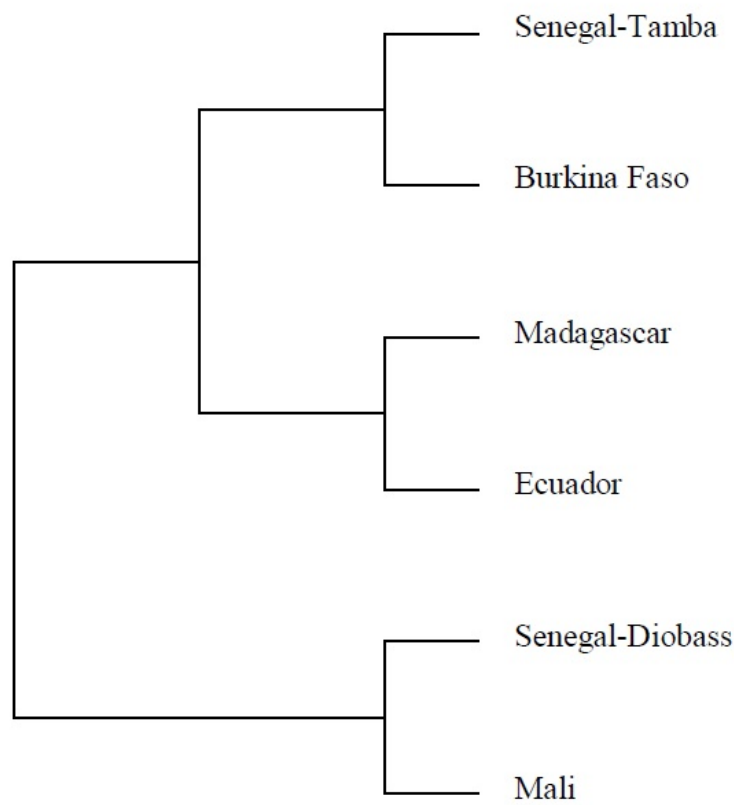 Senegal-Tamba
Burkina Faso
Madagascar
Ecuador
Senegal-Diobass
Mali